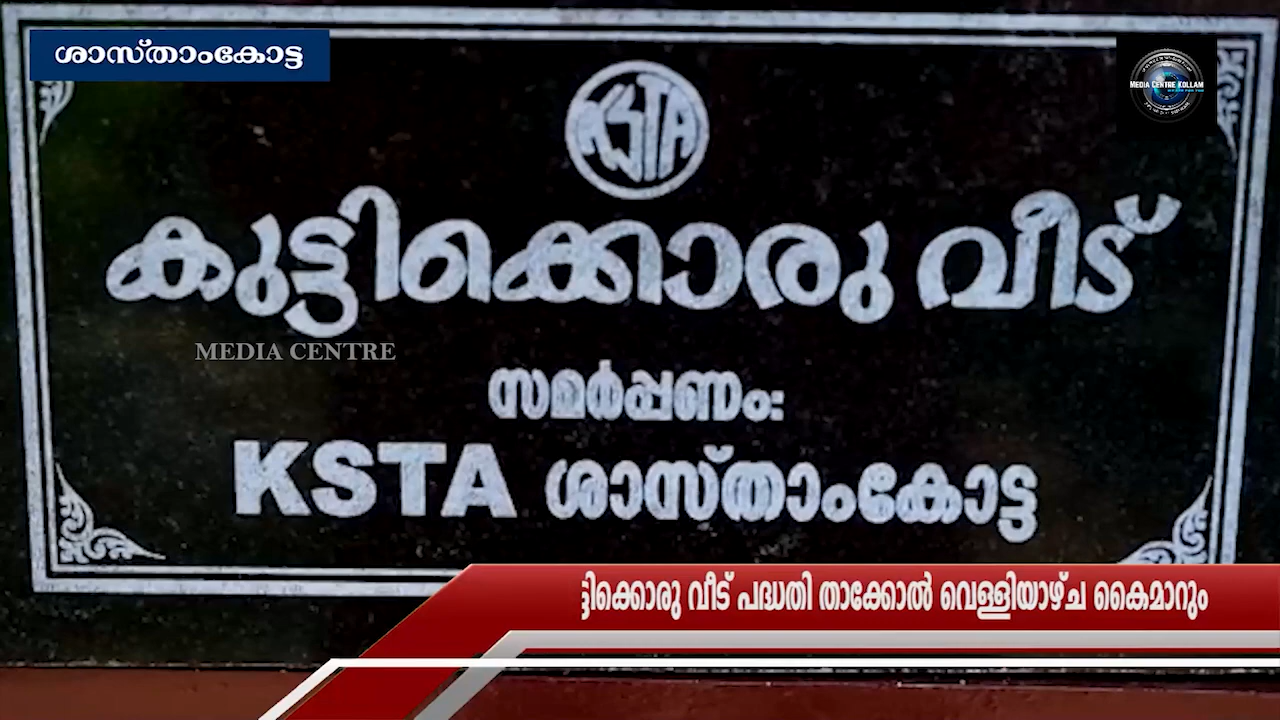 ശാസ്താംകോട്ട
MEDIA CENTRE KOLLAM
KSTA
കുട്ടിക്കൊരു വീട്
MEDIA CENTRE
സമർപ്പണം:
KSTA ശാസ്താംകോട്ട
ട്ടിക്കൊരു വീട് പദ്ധതി താക്കോൽ വെള്ളിയാഴ്ച കൈമാറും